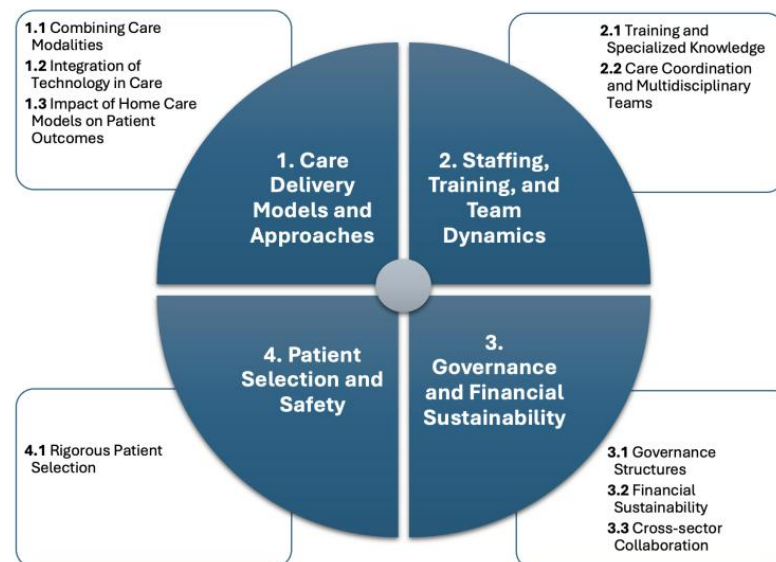 1.1 Combining Care
Modalities
1.2 Integration of
Technology in Care
1.3 Impact of Home Care
Models on Patient
Outcomes
2.1 Training and
Specialized Knowledge
2.2 Care Coordination
and Multidisciplinary
Teams
1. Care
Delivery
Models and
Approaches
2. Staffing,
Training, and
Team
Dynamics
4. Patient
Selection and
Safety
3.
Governance
and Financial
Sustainability
4.1 Rigorous Patient
Selection
3.1 Governance
Structures
3.2 Financial
Sustainability
3.3 Cross-sector
Collaboration